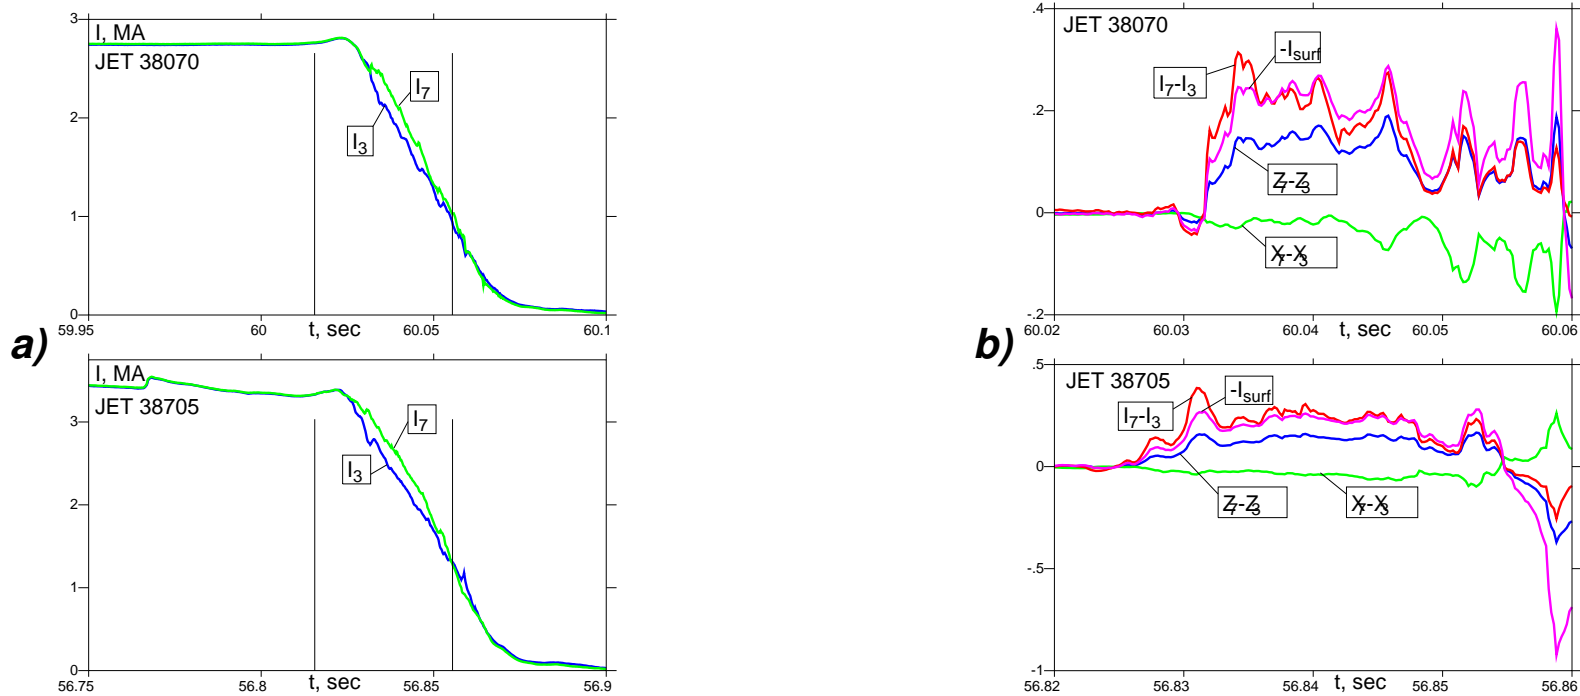 a)
3
2
1
0
I, MA
JET 38070
I7
I3
59.95
60
t, sec
60.05
60.1
3
2
1
0
I, MA
JET 38705
I7
I3
56.75
56.8
t, sec
56.85
56.9
b)
.4
.2
0
-.2
JET 38070
-Isurf
I7-I3
Z7-Z3
X7-X3
60.02
60.03
60.04
t, sec
60.05
60.06
.5
0
-.5
-1
JET 38705
-Isurf
I7-I3
Z7-Z3
X7-X3
56.82
56.83
56.84
t, sec
56.85
56.86